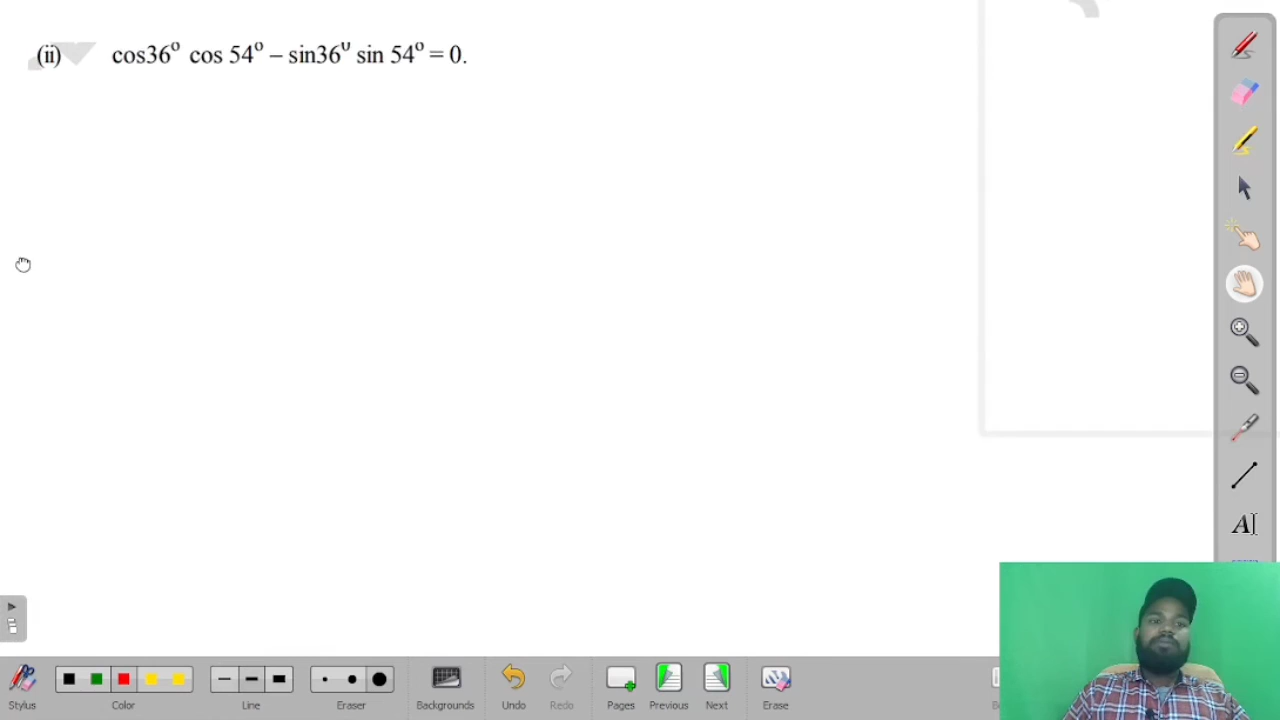 (ii) cos36° cos 54° – sin36° sin 54° = 0.
A
Stylus
Color
Line
Eraser
Backgrounds
Undo
Redo
Pages
Previous
Next
Erase